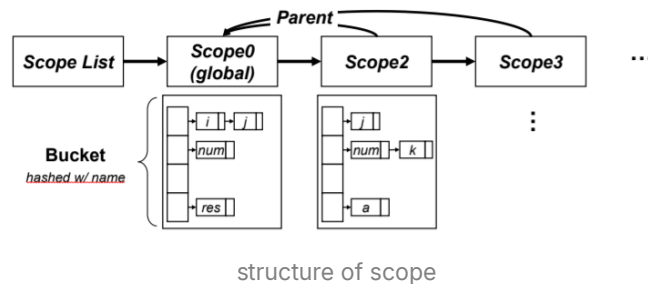 Parent
Scope List
Scope0
(global)
Scope2
Scope3
...
i
j
num
res
j
num
k
a
Bucket
hashed w/ name
structure of scope